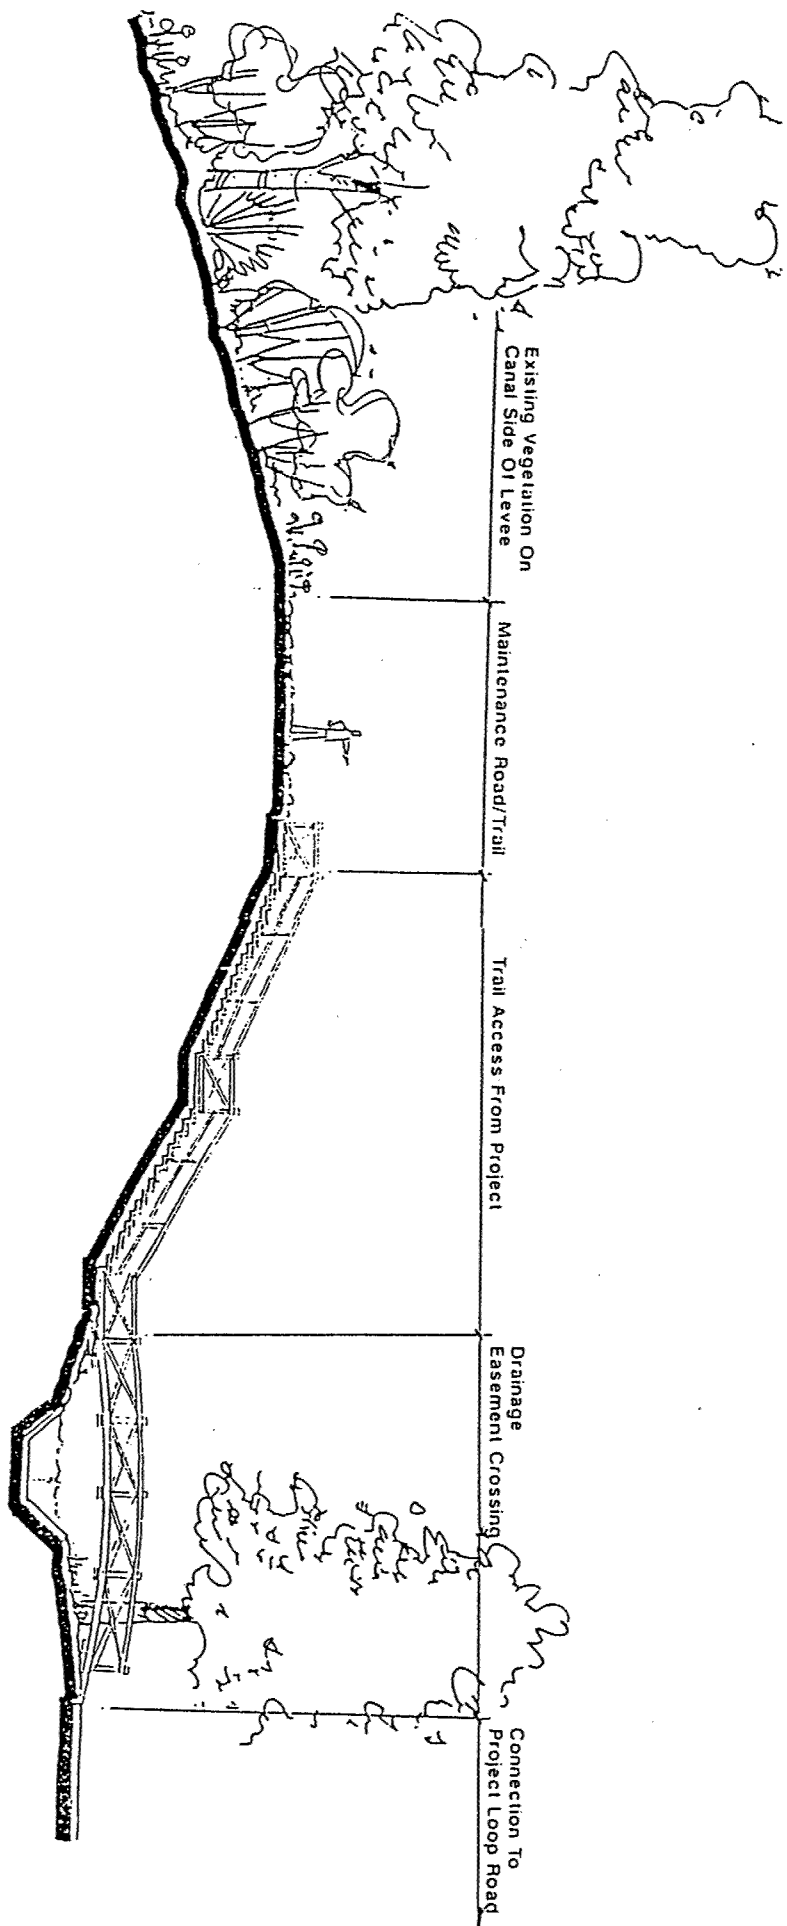 Existing Vegetation On
Canal Side Of Levee
Maintenance Road/Trail
Trail Access From Project
Drainage
Easement Crossing
Connection To
Project Loop Road